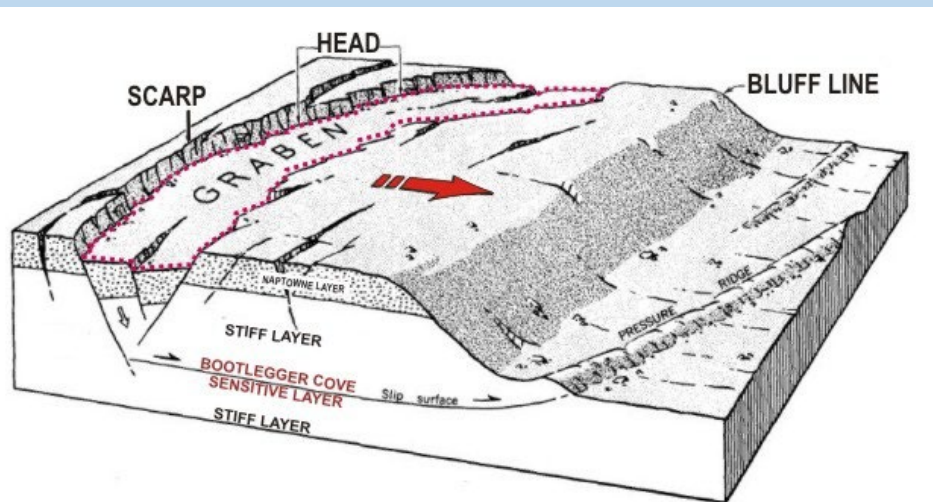 HEAD
SCARP
BLUFF LINE
GRABEN
NAPTOWNE LAYER
STIFF LAYER
PRESSURE RIDGE
BOOTLEGGER COVE
SENSITIVE LAYER
Slip surface
STIFF LAYER